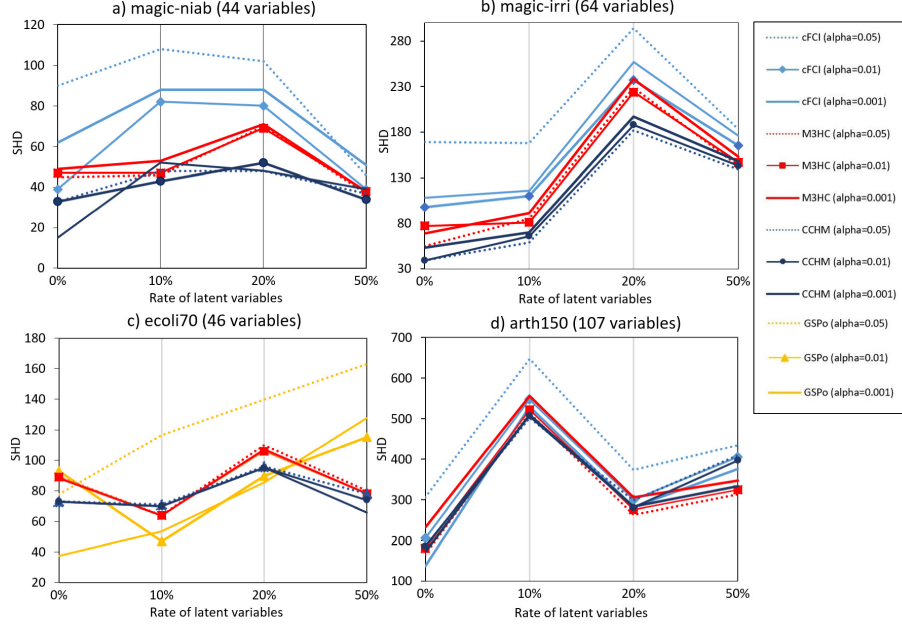 a) magic-niab (44 variables)
120
100
80
60
40
20
0
SHD
0%
10%
20%
50%
Rate of latent variables
b) magic-irri (64 variables)
280
230
180
130
80
30
SHD
0%
10%
20%
50%
Rate of latent variables
c) ecoli70 (46 variables)
180
160
140
120
100
80
60
40
20
SHD
0%
10%
20%
50%
Rate of latent variables
d) arth150 (107 variables)
700
600
500
400
300
200
100
SHD
0%
10%
20%
50%
Rate of latent variables
cFCI (alpha=0.05)
cFCI (alpha=0.01)
cFCI (alpha=0.001)
M3HC (alpha=0.05)
M3HC (alpha=0.01)
M3HC (alpha=0.001)
CCHM (alpha=0.05)
CCHM (alpha=0.01)
CCHM (alpha=0.001)
GSPo (alpha=0.05)
GSPo (alpha=0.01)
GSPo (alpha=0.001)